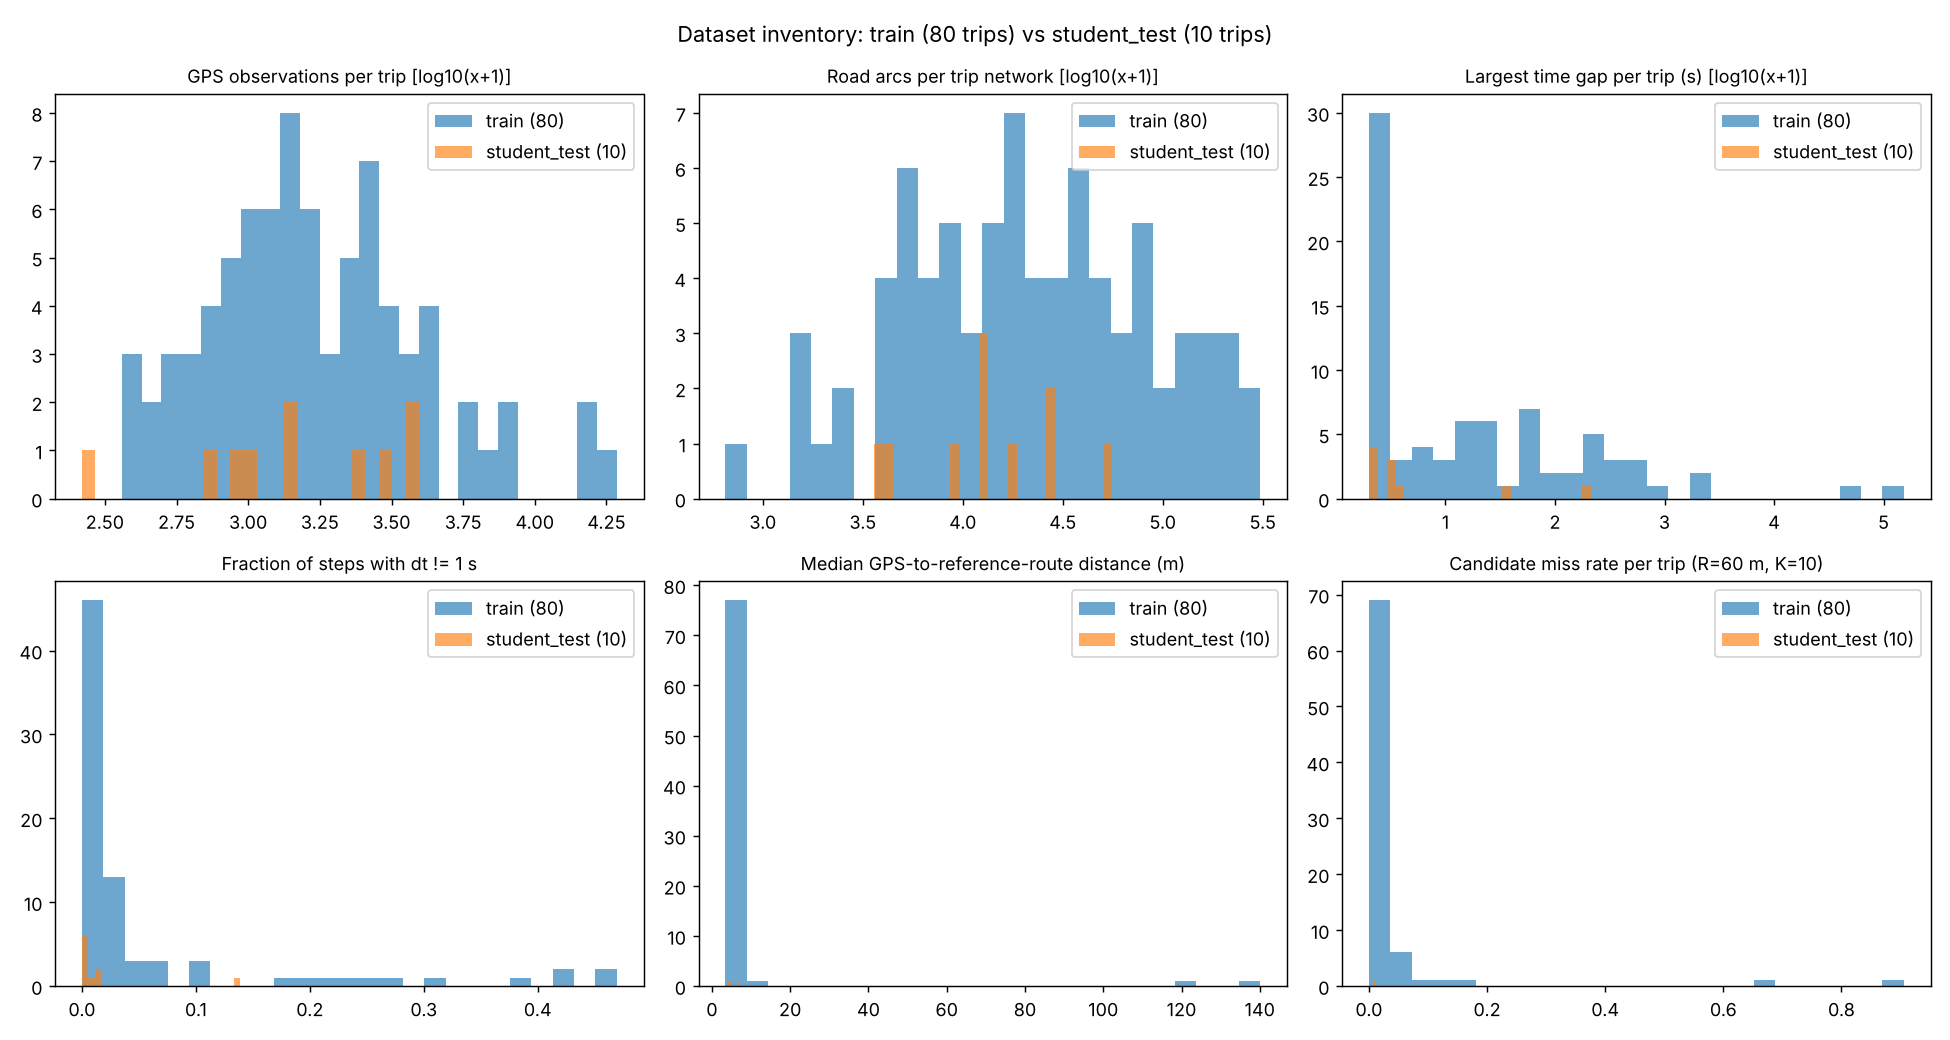 Dataset inventory: train (80 trips) vs student_test (10 trips)
GPS observations per trip [log10(x+1)]
8
7
6
5
4
3
2
1
0
2.50 2.75 3.00 3.25 3.50 3.75 4.00 4.25
train (80)
student_test (10)
Road arcs per trip network [log10(x+1)]
7
6
5
4
3
2
1
0
3.0 3.5 4.0 4.5 5.0 5.5
train (80)
student_test (10)
Largest time gap per trip (s) [log10(x+1)]
30
25
20
15
10
5
0
1 2 3 4 5
train (80)
student_test (10)
Fraction of steps with dt != 1 s
40
30
20
10
0
0.0 0.1 0.2 0.3 0.4
train (80)
student_test (10)
Median GPS-to-reference-route distance (m)
80
70
60
50
40
30
20
10
0
0 20 40 60 80 100 120 140
train (80)
student_test (10)
Candidate miss rate per trip (R=60 m, K=10)
70
60
50
40
30
20
10
0
0.0 0.2 0.4 0.6 0.8
train (80)
student_test (10)